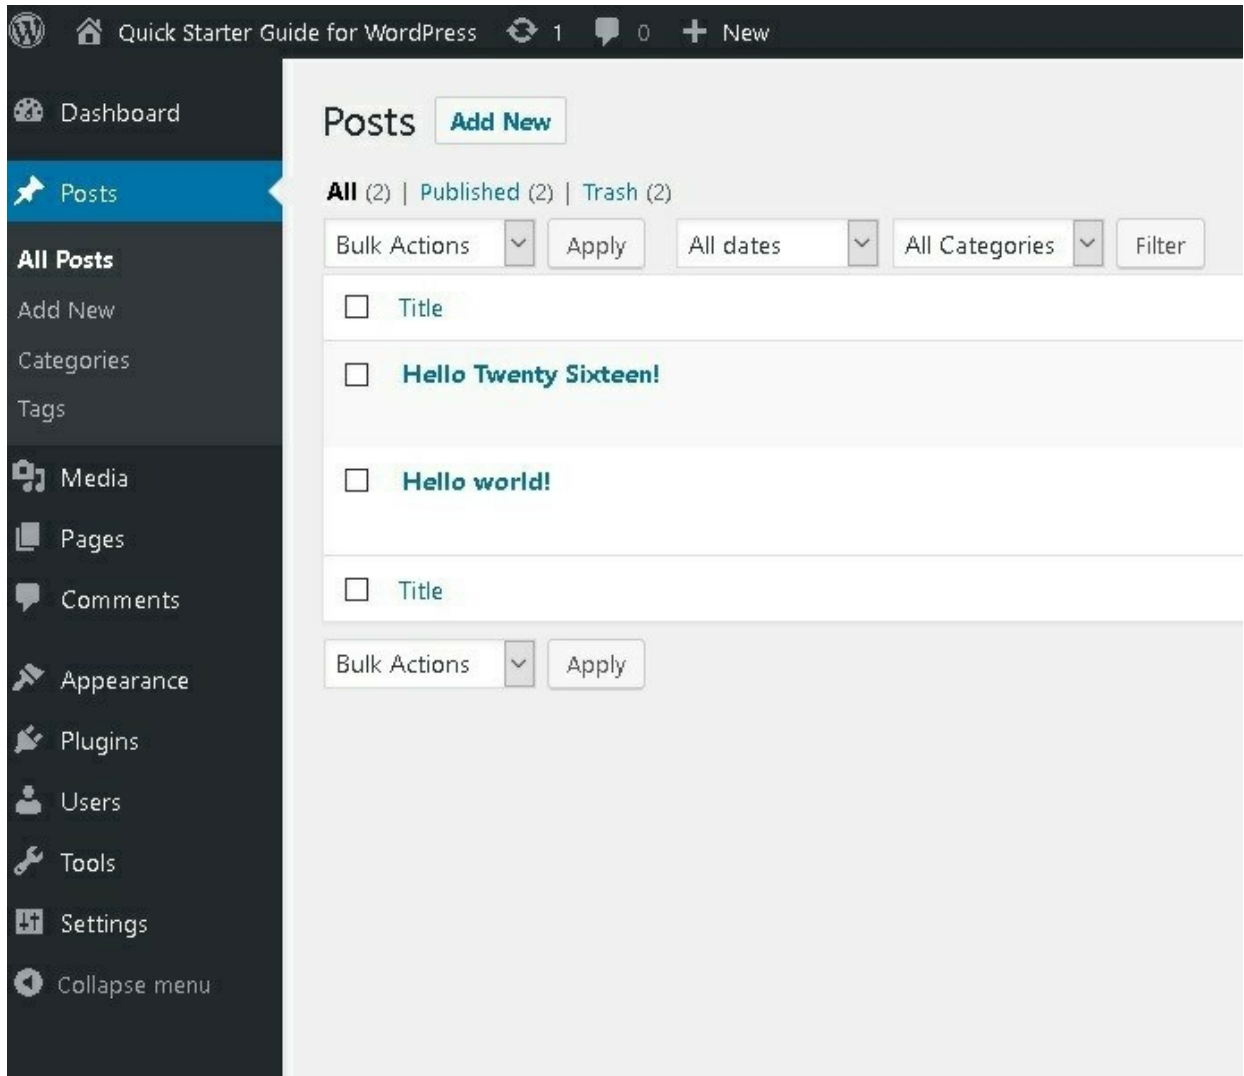 Quick Starter Guide for WordPress 1 0 New
Dashboard
Posts
All Posts
Add New
Categories
Tags
Media
Pages
Comments
Appearance
Plugins
Users
Tools
Settings
Collapse menu
Posts Add New
All (2) | Published (2) | Trash (2)
Bulk Actions Apply All dates All Categories Filter
Title
Hello Twenty Sixteen!
Hello world!
Title
Bulk Actions Apply